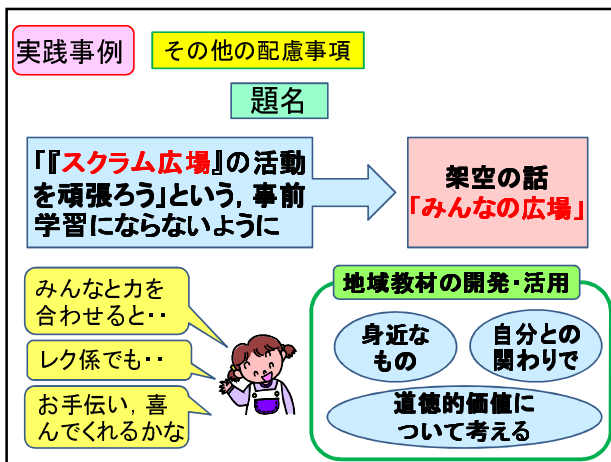 実践事例
その他の配慮事項
題名
「『スクラム広場』の活動
を頑張ろう」という，事前
学習にならないように
架空の話
「みんなの広場」
みんなと力を
合わせると・・
レク係でも・・
お手伝い，喜
んでくれるかな
地域教材の開発・活用
身近な
もの
自分との
関わりで
道徳的価値に
ついて考える